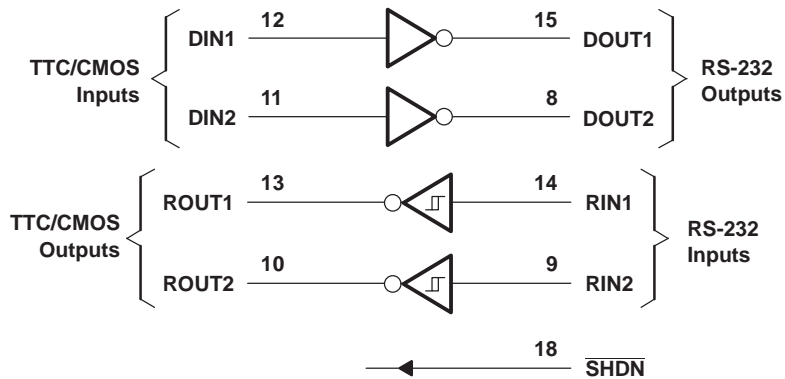 12 15
DIN1 DOUT1
TTC/CMOS Inputs RS-232 Outputs
11 8
DIN2 DOUT2
13 14
ROUT1 RIN1
TTC/CMOS Outputs RS-232 Inputs
10 9
ROUT2 RIN2
18
SHDN